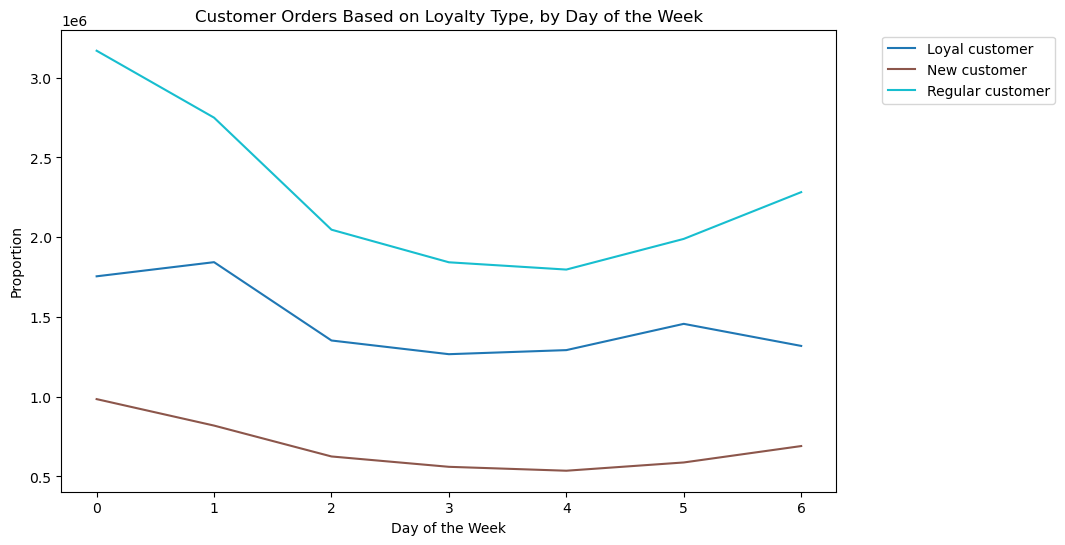 Customer Orders Based on Loyalty Type, by Day of the Week
1e6
Loyal customer
New customer
Regular customer
3.0
2.5
2.0
1.5
1.0
0.5
Proportion
0 1 2 3 4 5 6
Day of the Week